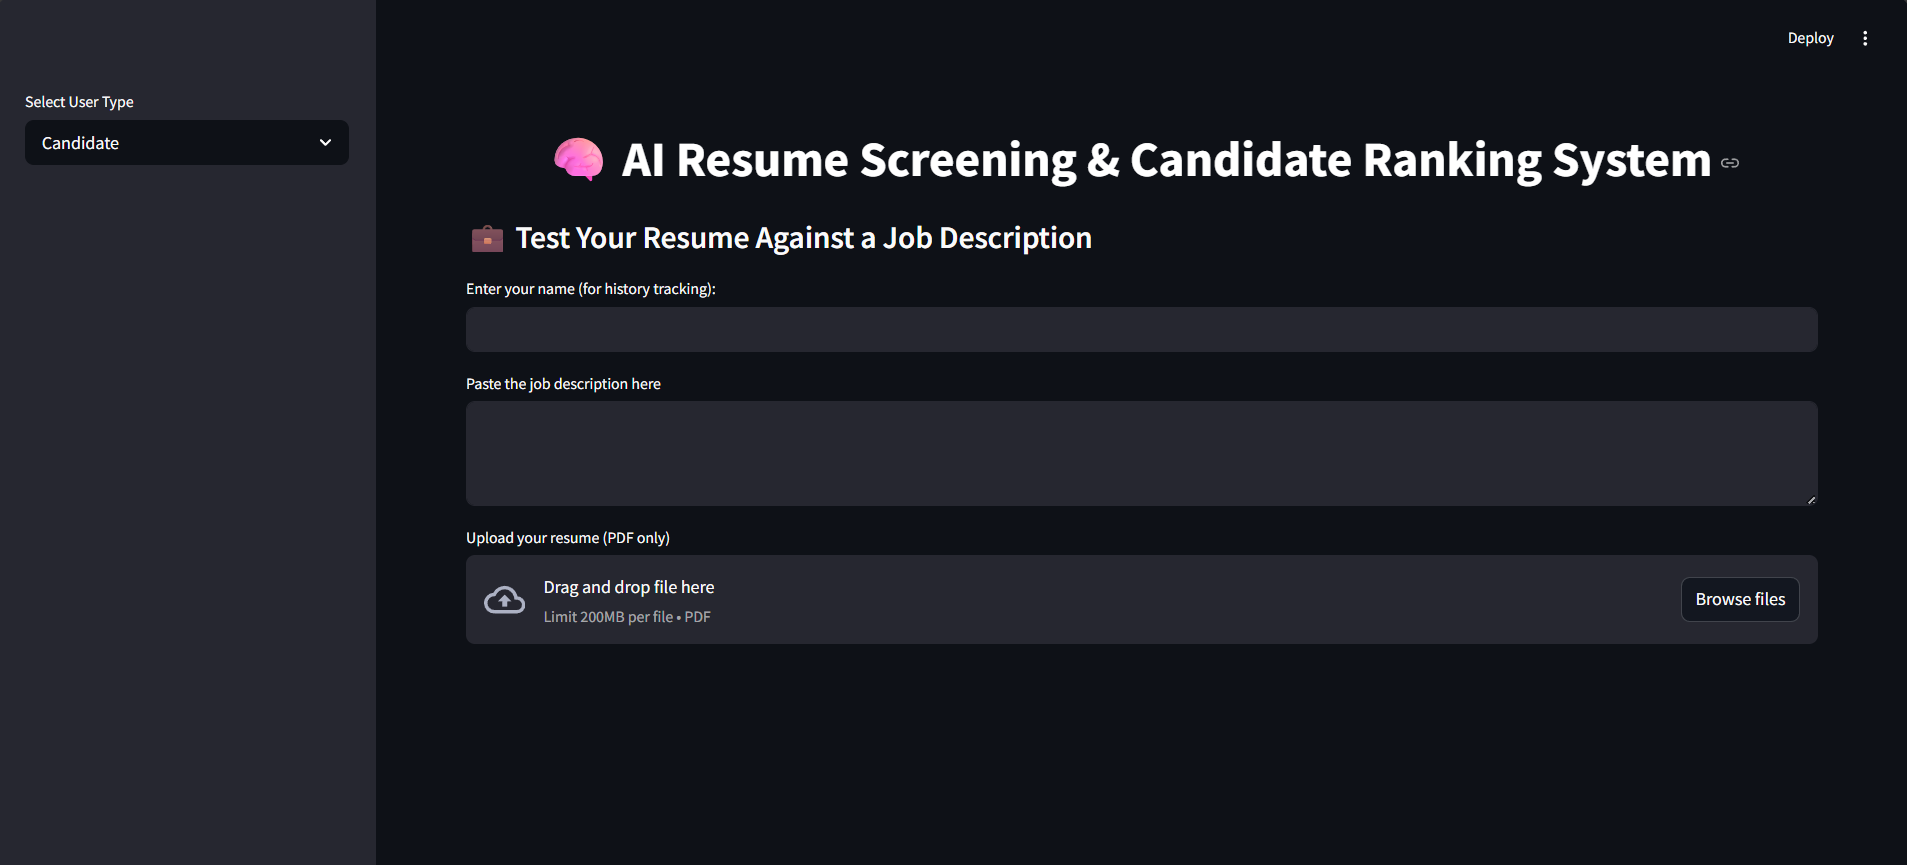 Deploy
Select User Type
Candidate
AI Resume Screening & Candidate Ranking System
Test Your Resume Against a Job Description
Enter your name (for history tracking):
Paste the job description here
Upload your resume (PDF only)
Drag and drop file here
Limit 200MB per file • PDF
Browse files